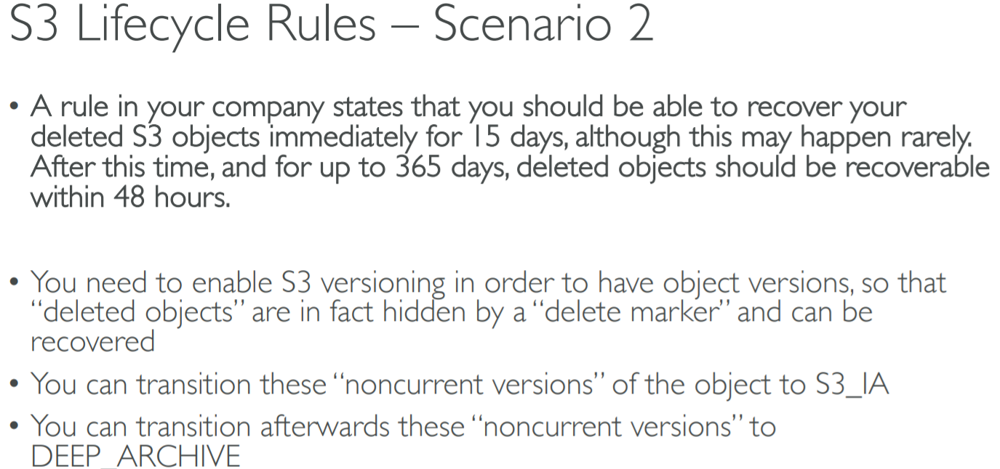 S3 Lifecycle Rules – Scenario 2
• A rule in your company states that you should be able to recover your
deleted S3 objects immediately for 15 days, although this may happen rarely.
After this time, and for up to 365 days, deleted objects should be recoverable
within 48 hours.
• You need to enable S3 versioning in order to have object versions, so that
“deleted objects” are in fact hidden by a “delete marker” and can be
recovered
• You can transition these “noncurrent versions” of the object to S3_IA
• You can transition afterwards these “noncurrent versions” to
DEEP_ARCHIVE